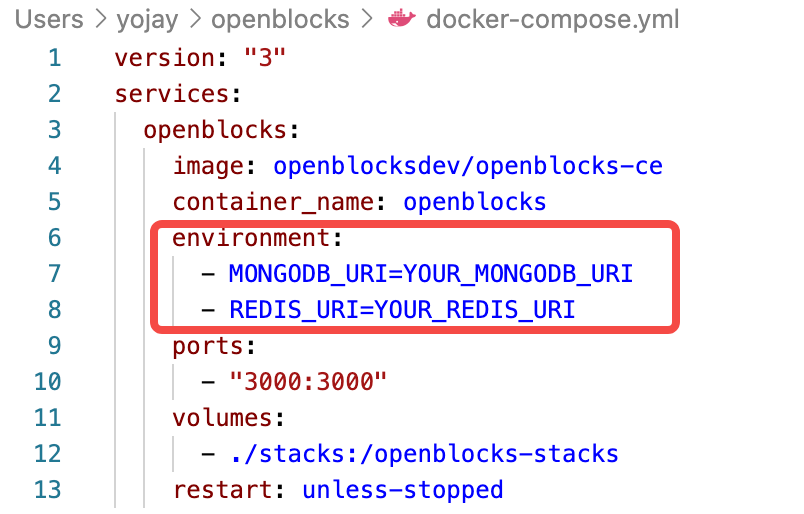 Users > yojay > openblocks > docker-compose.yml
1 version: "3"
2 services:
3 openblocks:
4 image: openblocksdev/openblocks-ce
5 container_name: openblocks
6 environment:
7 - MONGODB_URI=YOUR_MONGODB_URI
8 - REDIS_URI=YOUR_REDIS_URI
9 ports:
10 - "3000:3000"
11 volumes:
12 - ./stacks:/openblocks-stacks
13 restart: unless-stopped